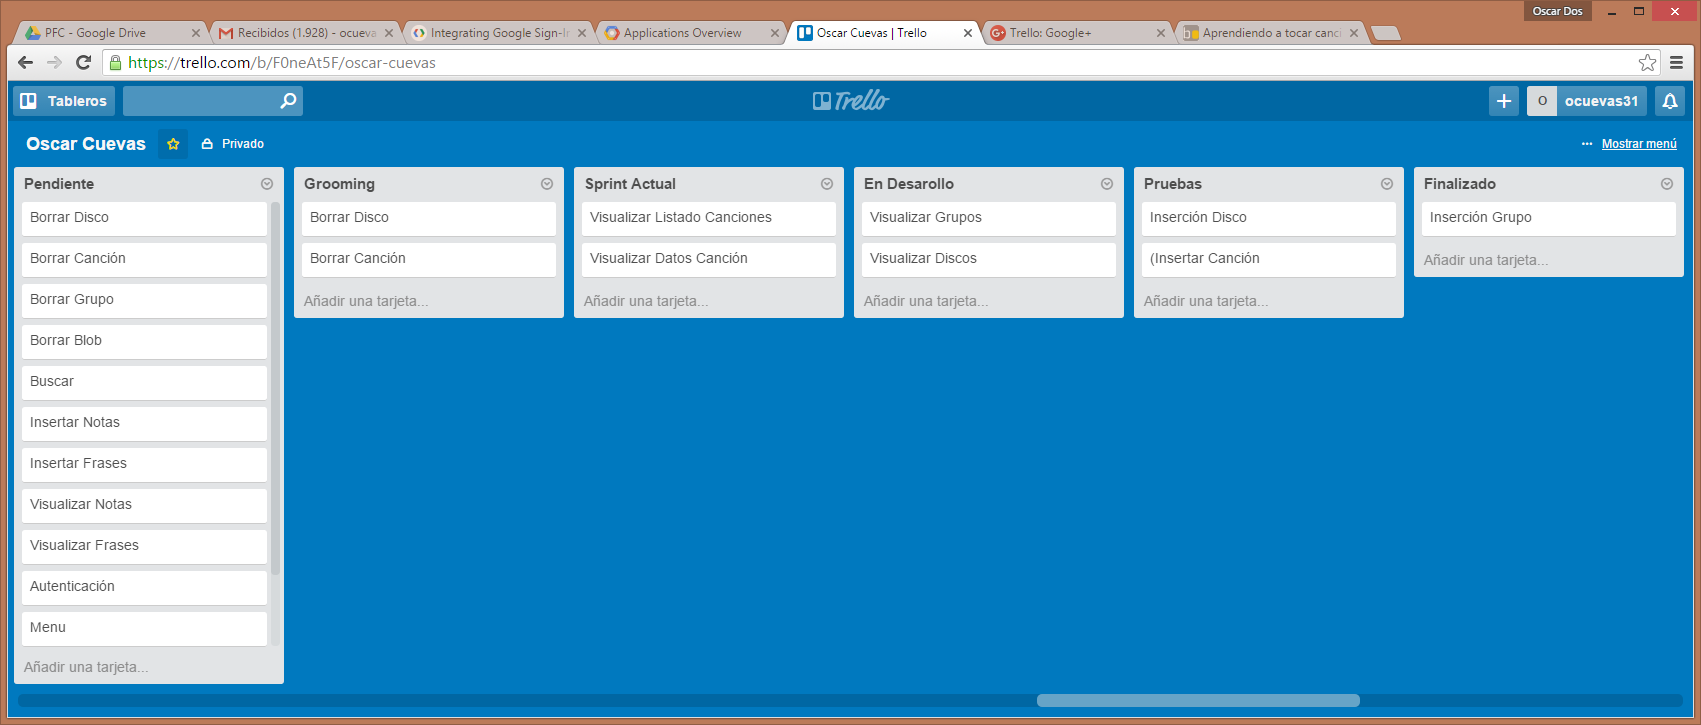 Oscar Dos
PFC - Google Drive
Recibidos (1.928) - ocueva
Integrating Google Sign-In
Applications Overview
Oscar Cuevas | Trello
Trello: Google+
Aprendiendo a tocar canci
https://trello.com/b/F0neAt5F/oscar-cuevas
Tableros
Trello
O
ocuevas31
Oscar Cuevas
Privado
Mostrar menú
Pendiente
Borrar Disco
Borrar Canción
Borrar Grupo
Borrar Blob
Buscar
Insertar Notas
Insertar Frases
Visualizar Notas
Visualizar Frases
Autenticación
Menu
Añadir una tarjeta...
Grooming
Borrar Disco
Borrar Canción
Añadir una tarjeta...
Sprint Actual
Visualizar Listado Canciones
Visualizar Datos Canción
Añadir una tarjeta...
En Desarollo
Visualizar Grupos
Visualizar Discos
Añadir una tarjeta...
Pruebas
Inserción Disco
(Insertar Canción
Añadir una tarjeta...
Finalizado
Inserción Grupo
Añadir una tarjeta...